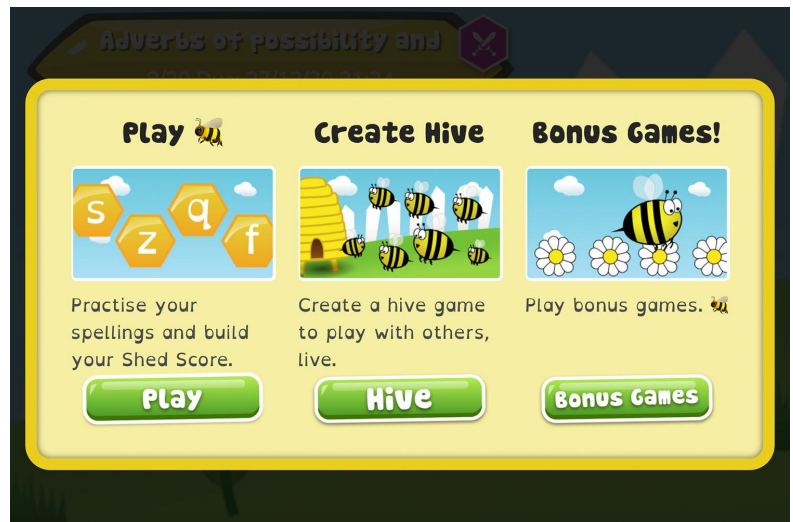 Adverbs of possibility and
Play
Create Hive
Bonus Games!
s z q f
Practise your
spellings and build
your Shed Score.
Create a hive game
to play with others,
live.
Play bonus games.
Play
Hive
Bonus Games